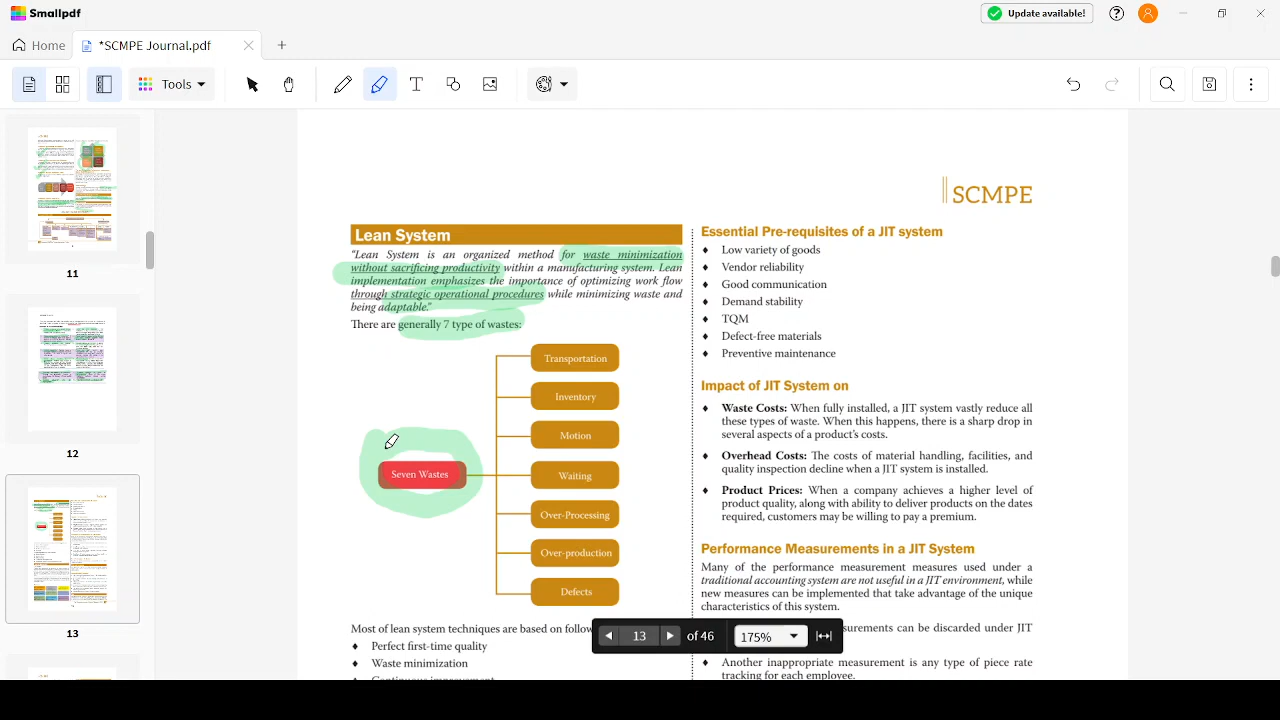 Smallpdf
Update available!
Home
*SCMPE Journal.pdf
Tools
11
12
13
SCMPE
Lean System
"Lean System is an organized method for waste minimization
without sacrificing productivity within a manufacturing system. Lean
implementation emphasizes the importance of optimizing work flow
through strategic operational procedures while minimizing waste and
being adaptable."
There are generally 7 type of wastes:
Seven Wastes
Transportation
Inventory
Motion
Waiting
Over-Processing
Over-production
Defects
Most of lean system techniques are based on follow
♦ Perfect first-time quality
♦ Waste minimization
♦ Continuous improvement
Essential Pre-requisites of a JIT system
♦ Low variety of goods
♦ Vendor reliability
♦ Good communication
♦ Demand stability
♦ TQM
♦ Defect-free materials
♦ Preventive maintenance
Impact of JIT System on
♦ Waste Costs: When fully installed, a JIT system vastly reduce all
these types of waste. When this happens, there is a sharp drop in
several aspects of a product's costs.
♦ Overhead Costs: The costs of material handling, facilities, and
quality inspection decline when a JIT system is installed.
♦ Product Prices: When a company achieves a higher level of
product quality, along with ability to deliver products on the dates
required, customers may be willing to pay a premium.
Performance Measurements in a JIT System
Many of the performance measurement measures used under a
traditional accounting system are not useful in a JIT environment, while
new measures can be implemented that take advantage of the unique
characteristics of this system.
surements can be discarded under JIT
♦ Another inappropriate measurement is any type of piece rate
tracking for each employee.
13 of 46 175%